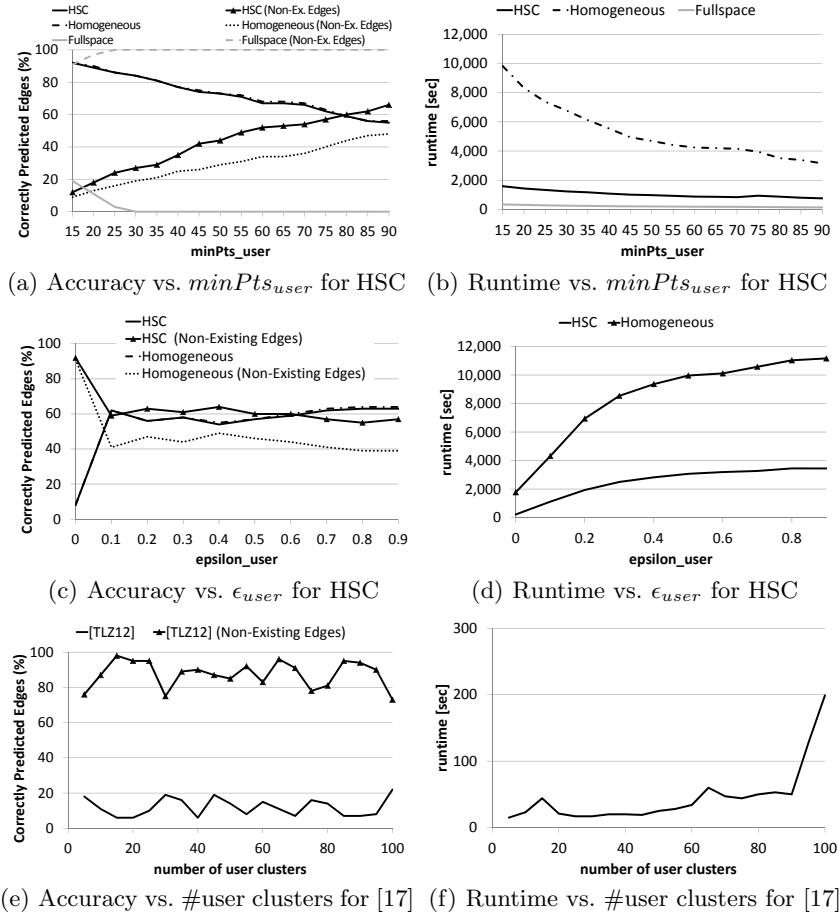 HSC
HSC (Non-Ex. Edges)
Homogeneous
Homogeneous (Non-Ex. Edges)
Fullspace
Fullspace (Non-Ex. Edges)
Correctly Predicted Edges (%)
100
80
60
40
20
0
15 20 25 30 35 40 45 50 55 60 65 70 75 80 85 90
minPts_user
(a) Accuracy vs. minPts_user for HSC
HSC Homogeneous Fullspace
runtime [sec]
12,000
10,000
8,000
6,000
4,000
2,000
0
15 20 25 30 35 40 45 50 55 60 65 70 75 80 85 90
minPts_user
(b) Runtime vs. minPts_user for HSC
HSC
HSC (Non-Existing Edges)
Homogeneous
Homogeneous (Non-Existing Edges)
Correctly Predicted Edges (%)
100
80
60
40
20
0
0 0.1 0.2 0.3 0.4 0.5 0.6 0.7 0.8 0.9
epsilon_user
(c) Accuracy vs. ϵ_user for HSC
HSC Homogeneous
runtime [sec]
12,000
10,000
8,000
6,000
4,000
2,000
0
0 0.2 0.4 0.6 0.8
epsilon_user
(d) Runtime vs. ϵ_user for HSC
[TLZ12] [TLZ12] (Non-Existing Edges)
Correctly Predicted Edges (%)
100
80
60
40
20
0
0 20 40 60 80 100
number of user clusters
(e) Accuracy vs. #user clusters for [17]
runtime [sec]
300
200
100
50
0
0 20 40 60 80 100
number of user clusters
(f) Runtime vs. #user clusters for [17]